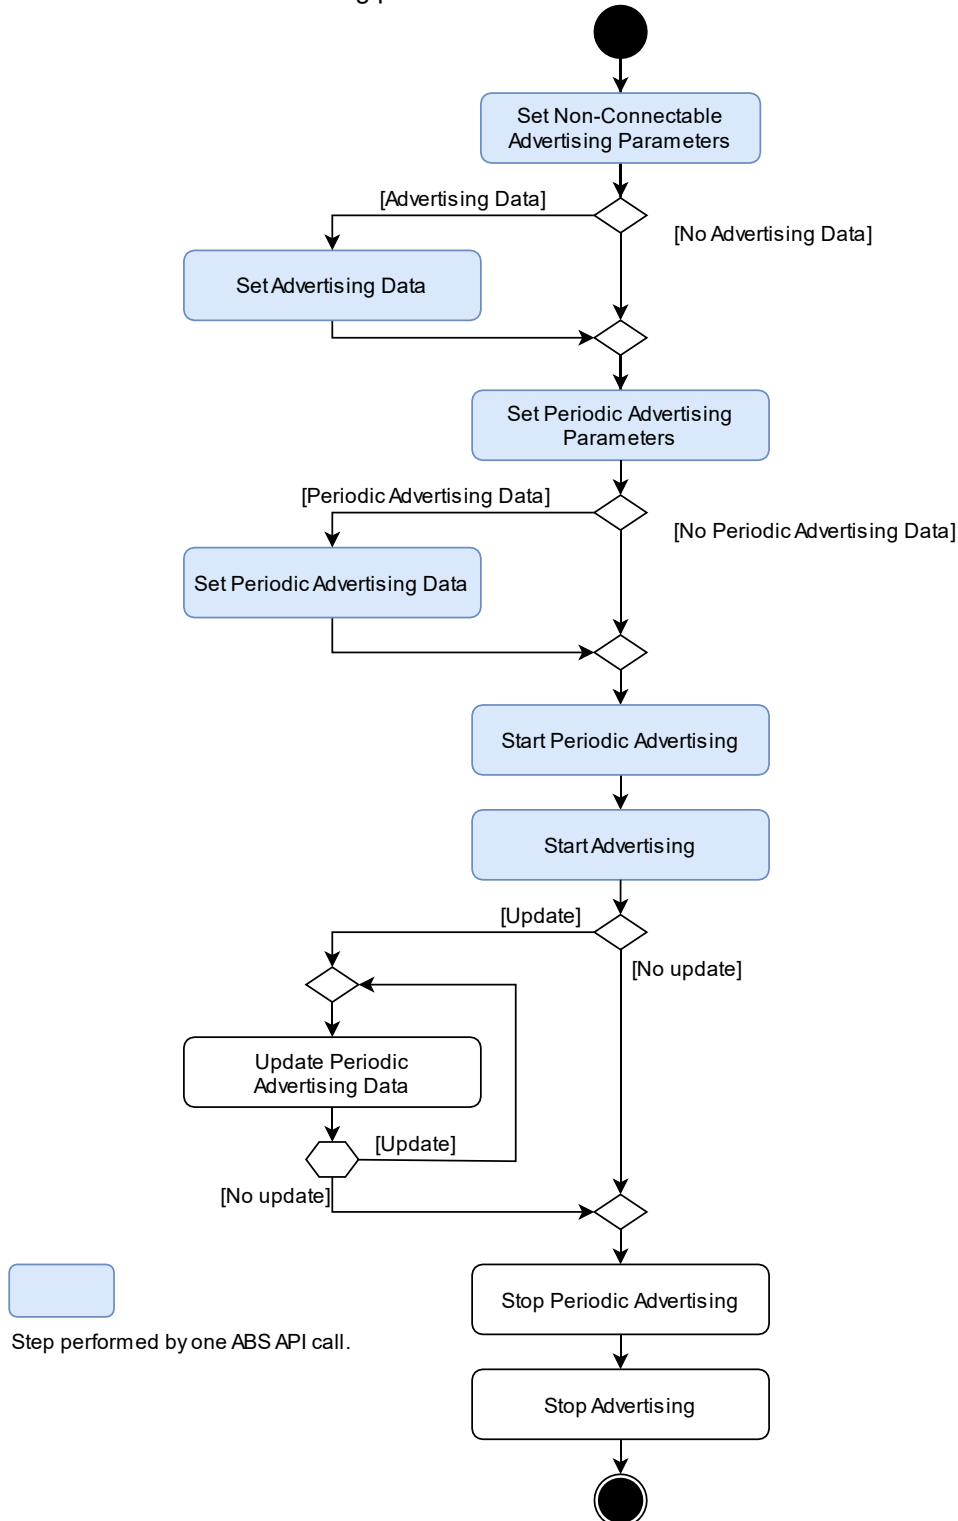 Set Non-Connectable
Advertising Parameters
[Advertising Data]
[No Advertising Data]
Set Advertising Data
Set Periodic Advertising
Parameters
[Periodic Advertising Data]
[No Periodic Advertising Data]
Set Periodic Advertising Data
Start Periodic Advertising
Start Advertising
[Update]
[No update]
Update Periodic
Advertising Data
[Update]
[No update]
Stop Periodic Advertising
Step performed by one ABS API call.
Stop Advertising